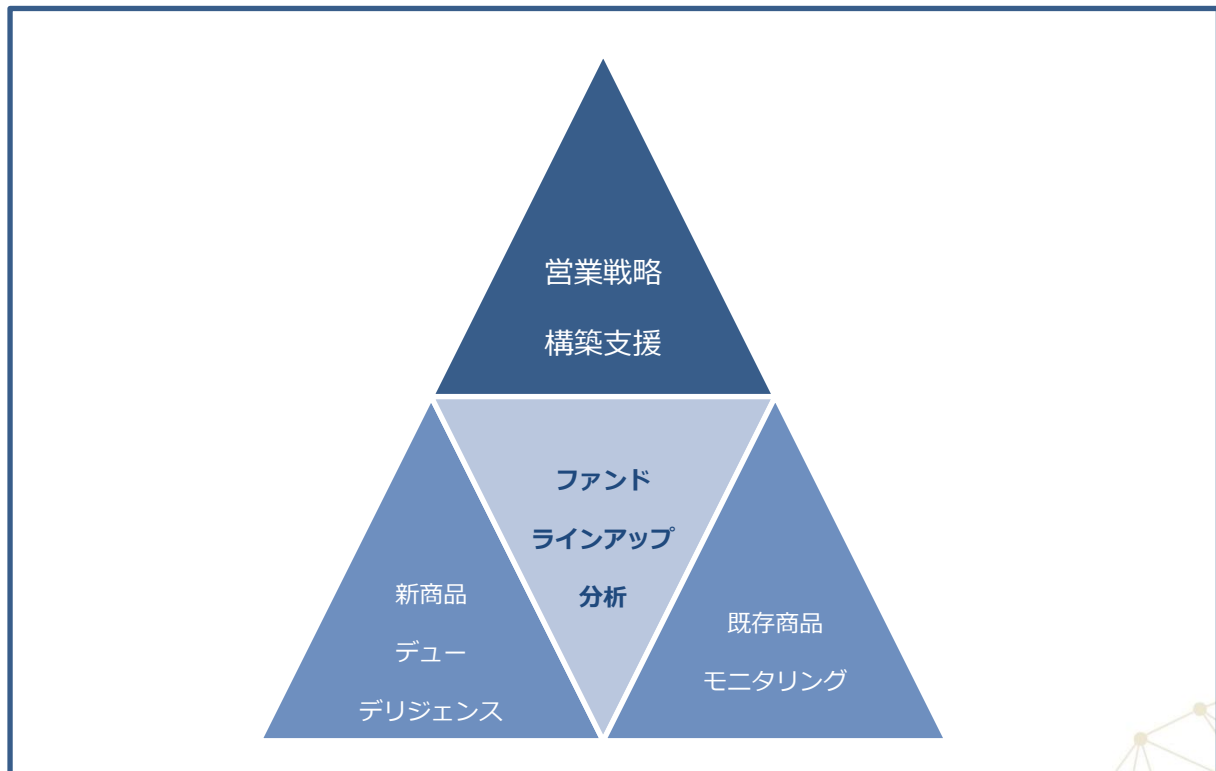 営業戦略
構築支援
ファンド
ラインアップ
分析
新商品
デュー
デリジェンス
既存商品
モニタリング